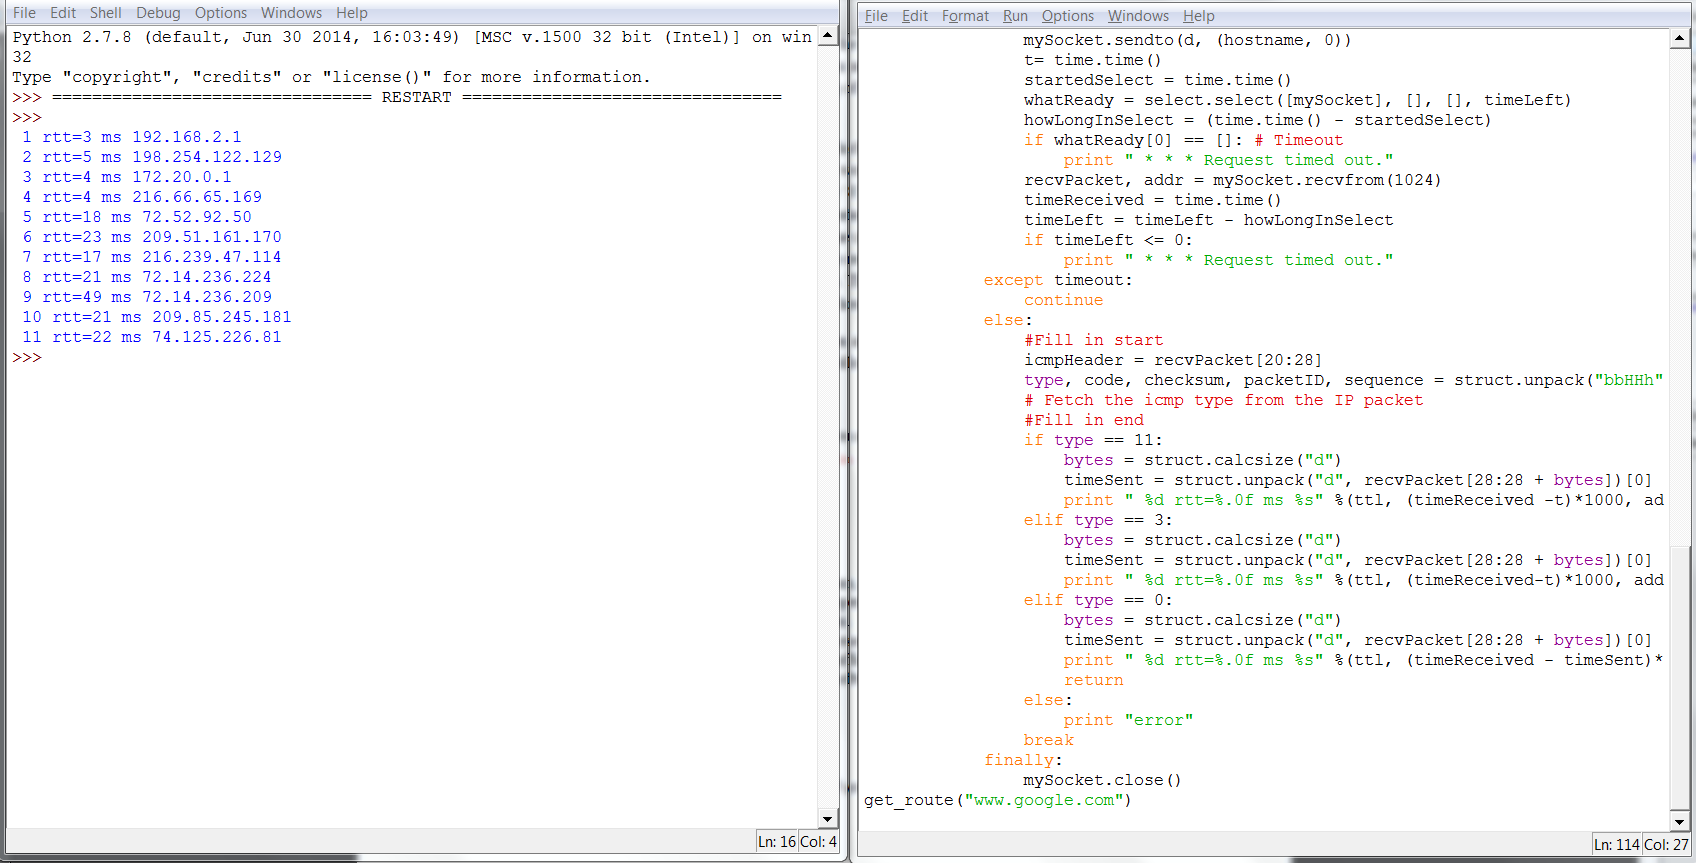 File Edit Shell Debug Options Windows Help
Python 2.7.8 (default, Jun 30 2014, 16:03:49) [MSC v.1500 32 bit (Intel)] on win
32
Type "copyright", "credits" or "license()" for more information.
>>> ================================ RESTART ================================
>>>
1 rtt=3 ms 192.168.2.1
2 rtt=5 ms 198.254.122.129
3 rtt=4 ms 172.20.0.1
4 rtt=4 ms 216.66.65.169
5 rtt=18 ms 72.52.92.50
6 rtt=23 ms 209.51.161.170
7 rtt=17 ms 216.239.47.114
8 rtt=21 ms 72.14.236.224
9 rtt=49 ms 72.14.236.209
10 rtt=21 ms 209.85.245.181
11 rtt=22 ms 74.125.226.81
>>>
Ln: 16 Col: 4
File Edit Format Run Options Windows Help
mySocket.sendto(d, (hostname, 0))
t= time.time()
startedSelect = time.time()
whatReady = select.select([mySocket], [], [], timeLeft)
howLongInSelect = (time.time() - startedSelect)
if whatReady[0] == []: # Timeout
print " * * * Request timed out."
recvPacket, addr = mySocket.recvfrom(1024)
timeReceived = time.time()
timeLeft = timeLeft - howLongInSelect
if timeLeft <= 0:
print " * * * Request timed out."
except timeout:
continue
else:
#Fill in start
icmpHeader = recvPacket[20:28]
type, code, checksum, packetID, sequence = struct.unpack("bbHHh"
# Fetch the icmp type from the IP packet
#Fill in end
if type == 11:
bytes = struct.calcsize("d")
timeSent = struct.unpack("d", recvPacket[28:28 + bytes])[0]
print " %d rtt=%.0f ms %s" %(ttl, (timeReceived -t)*1000, ad
elif type == 3:
bytes = struct.calcsize("d")
timeSent = struct.unpack("d", recvPacket[28:28 + bytes])[0]
print " %d rtt=%.0f ms %s" %(ttl, (timeReceived-t)*1000, add
elif type == 0:
bytes = struct.calcsize("d")
timeSent = struct.unpack("d", recvPacket[28:28 + bytes])[0]
print " %d rtt=%.0f ms %s" %(ttl, (timeReceived - timeSent)*
return
else:
print "error"
break
finally:
mySocket.close()
get_route("www.google.com")
Ln: 114 Col: 27